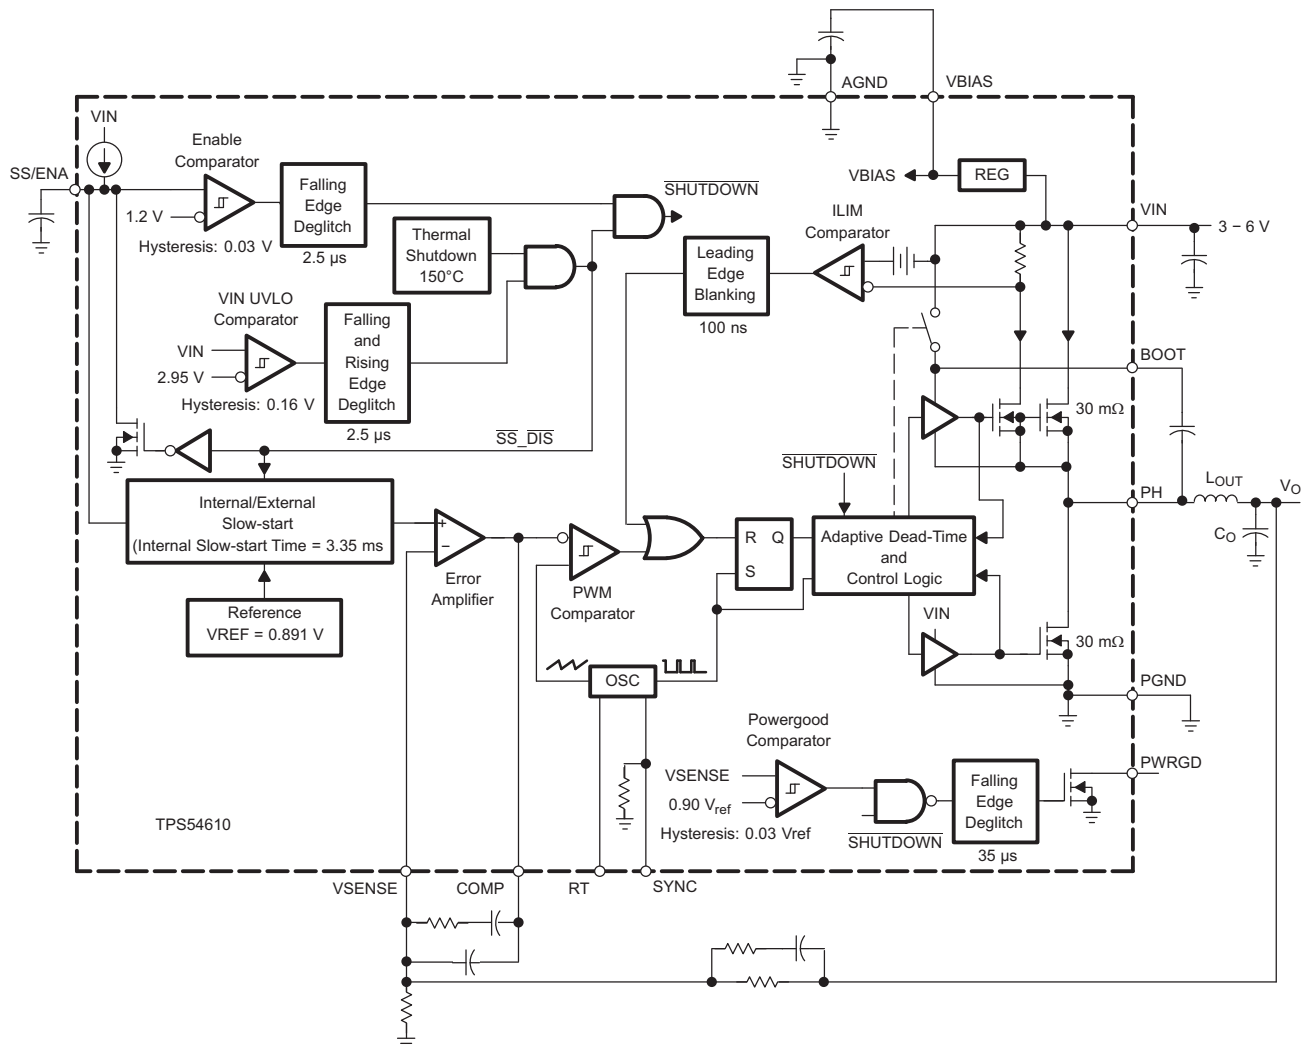 AGND
VBIAS
VIN
Enable
Comparator
SS/ENA
1.2 V
Hysteresis: 0.03 V
Falling
Edge
Deglitch
2.5 µs
SHUTDOWN
Thermal
Shutdown
150°C
VBIAS
REG
ILIM
Comparator
VIN
3 – 6 V
Leading
Edge
Blanking
100 ns
VIN UVLO
Comparator
VIN
2.95 V
Hysteresis: 0.16 V
Falling
and
Rising
Edge
Deglitch
2.5 µs
SS_DIS
BOOT
30 mΩ
SHUTDOWN
PH
LOUT
VO
CO
Internal/External
Slow-start
(Internal Slow-start Time = 3.35 ms
Reference
VREF = 0.891 V
+
−
Error
Amplifier
PWM
Comparator
R Q
S
Adaptive Dead-Time
and
Control Logic
VIN
30 mΩ
OSC
PGND
Powergood
Comparator
VSENSE
0.90 Vref
Hysteresis: 0.03 Vref
SHUTDOWN
Falling
Edge
Deglitch
35 µs
PWRGD
TPS54610
VSENSE
COMP
RT
SYNC